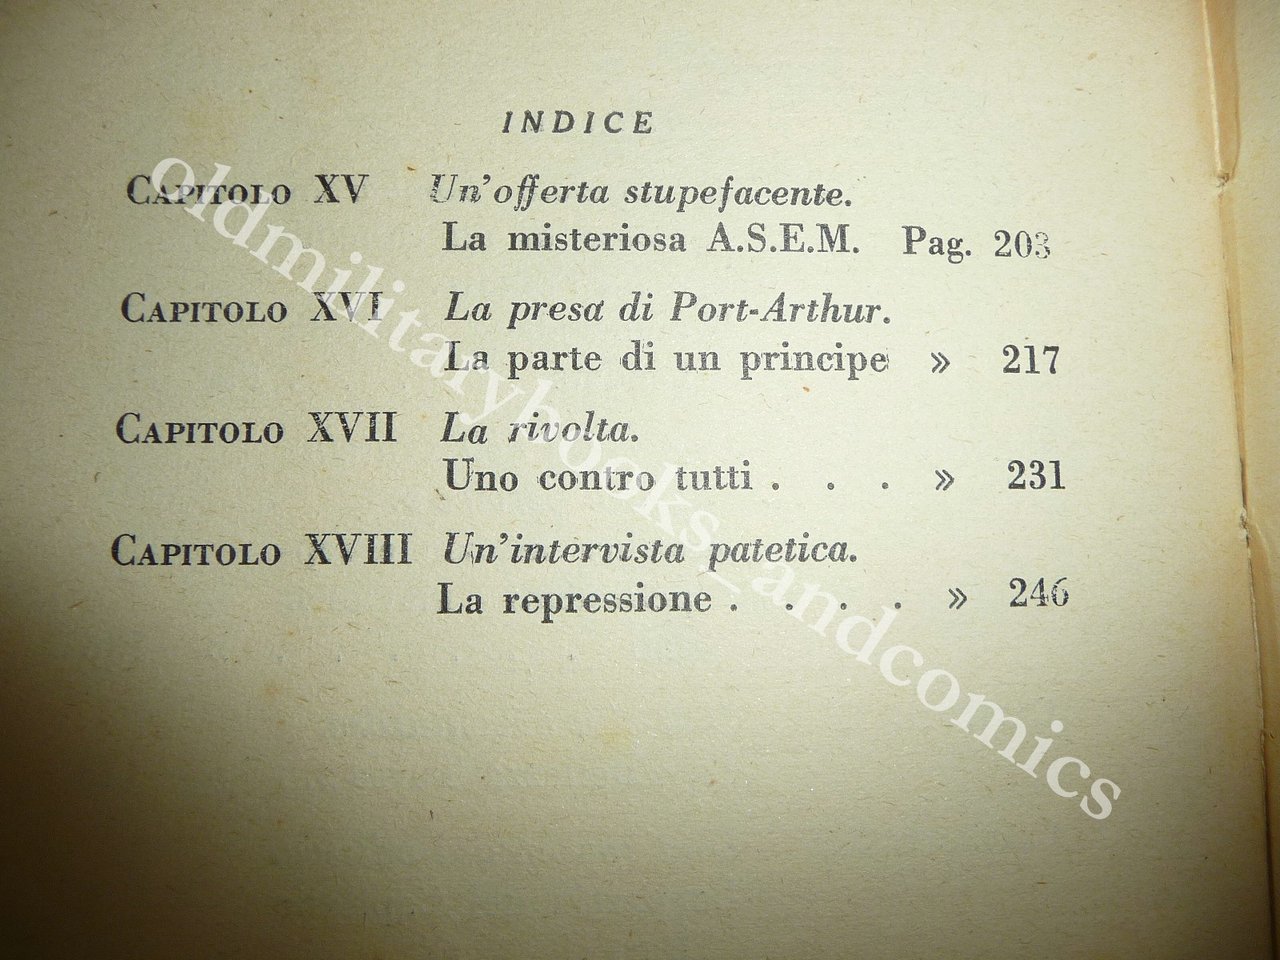 INDICE
CAPITOLO XV Un'offerta stupefacente.
La misteriosa A.S.E.M. Pag. 203
CAPITOLO XVI La presa di Port-Arthur.
La parte di un principe » 217
CAPITOLO XVII La rivolta.
Uno contro tutti . . . » 231
CAPITOLO XVIII Un'intervista patetica.
La repressione . . . . » 246
oldmilitarybooks_andcomics